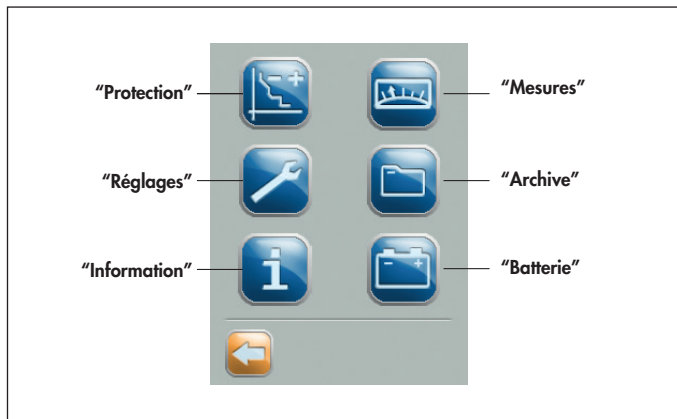 “Protection”
“Mesures”
“Réglages”
“Archive”
“Information”
“Batterie”